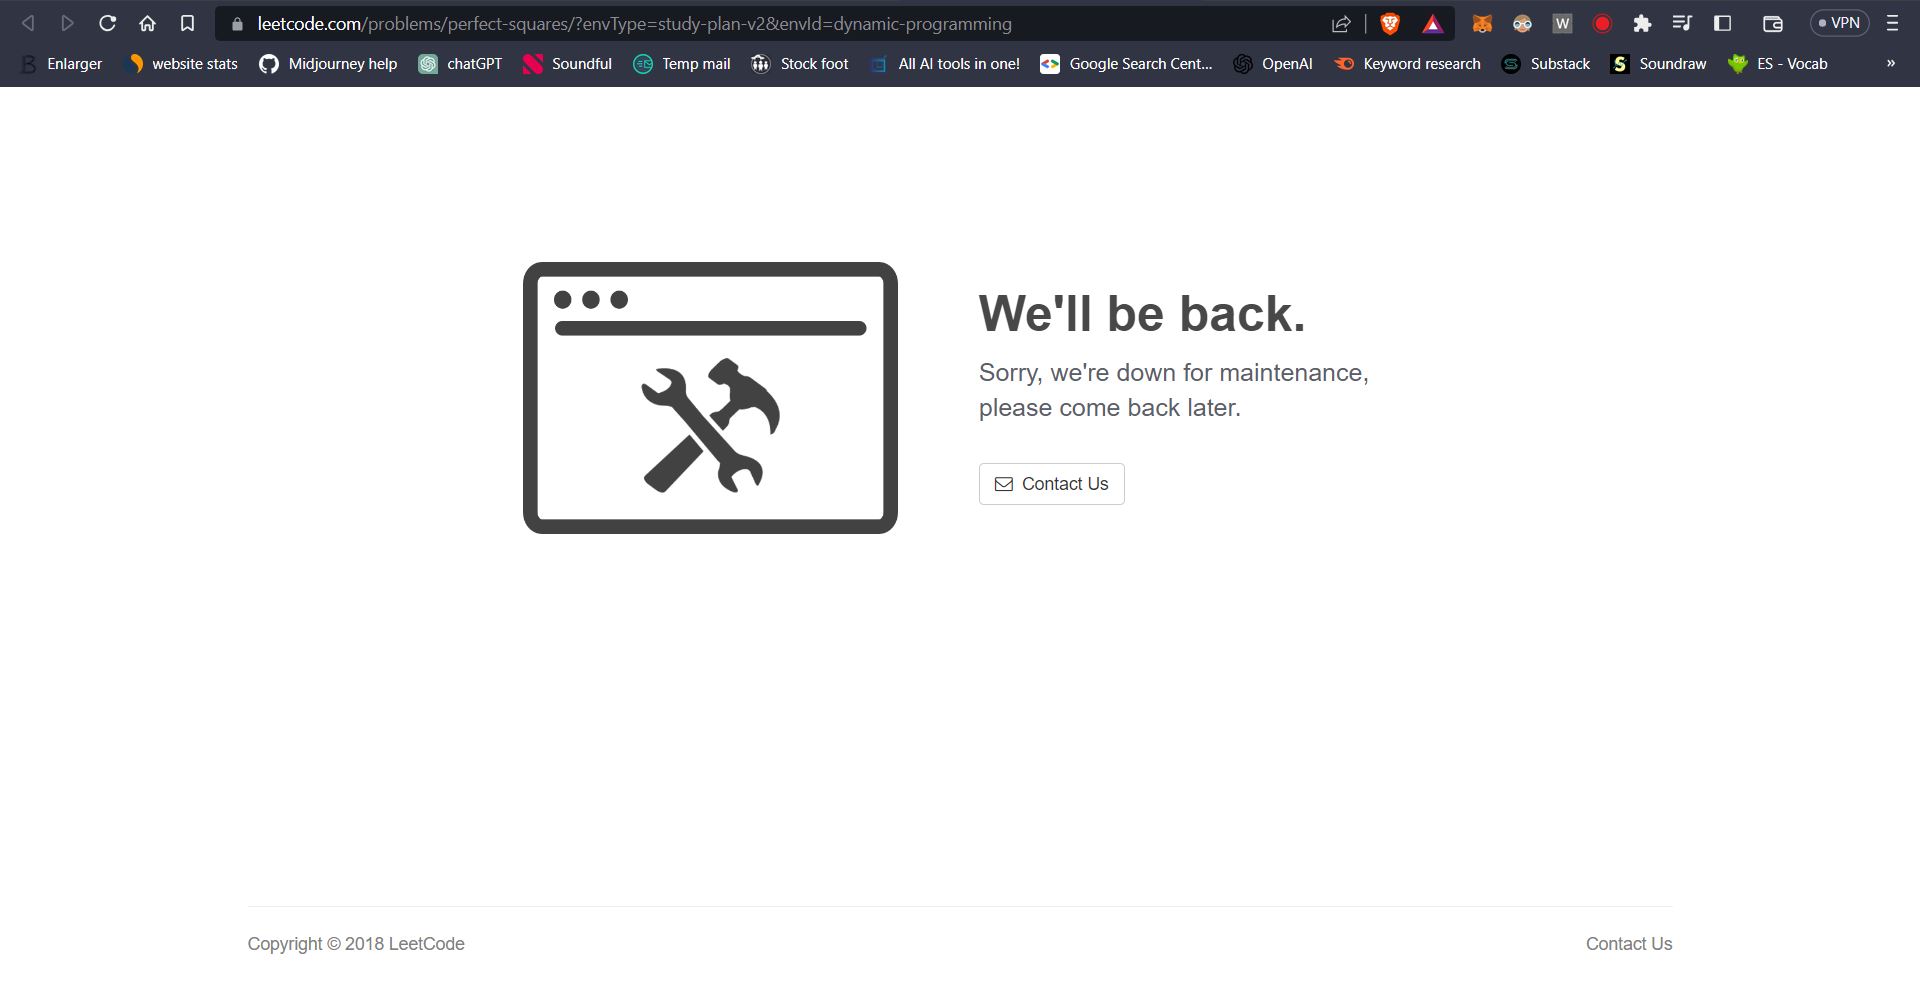 leetcode.com/problems/perfect-squares/?envType=study-plan-v2&envId=dynamic-programming
W
VPN
Enlarger website stats Midjourney help chatGPT Soundful Temp mail Stock foot All AI tools in one! Google Search Cent... OpenAI Keyword research Substack Soundraw ES - Vocab »
We'll be back.
Sorry, we're down for maintenance,
please come back later.
Contact Us
Copyright © 2018 LeetCode
Contact Us